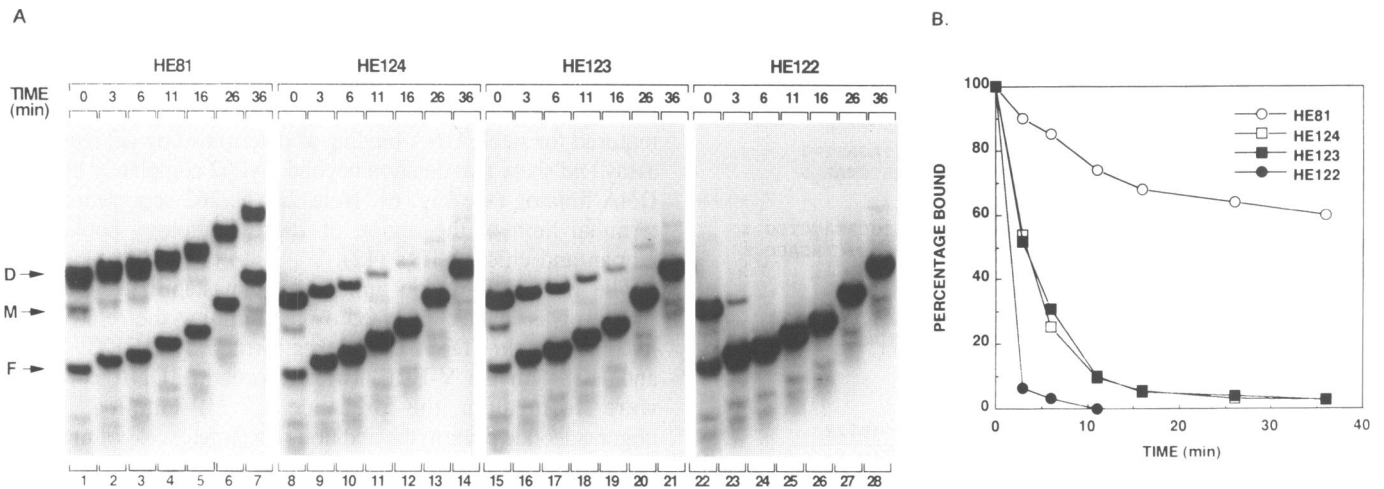 A
B.
HE81 HE124 HE123 HE122
TIME (min)
0 3 6 11 16 26 36 0 3 6 11 16 26 36 0 3 6 11 16 26 36 0 3 6 11 16 26 36
D
M
F
1 2 3 4 5 6 7 8 9 10 11 12 13 14 15 16 17 18 19 20 21 22 23 24 25 26 27 28
PERCENTAGE BOUND
100
80
60
40
20
0
HE81
HE124
HE123
HE122
0 10 20 30 40
TIME (min)